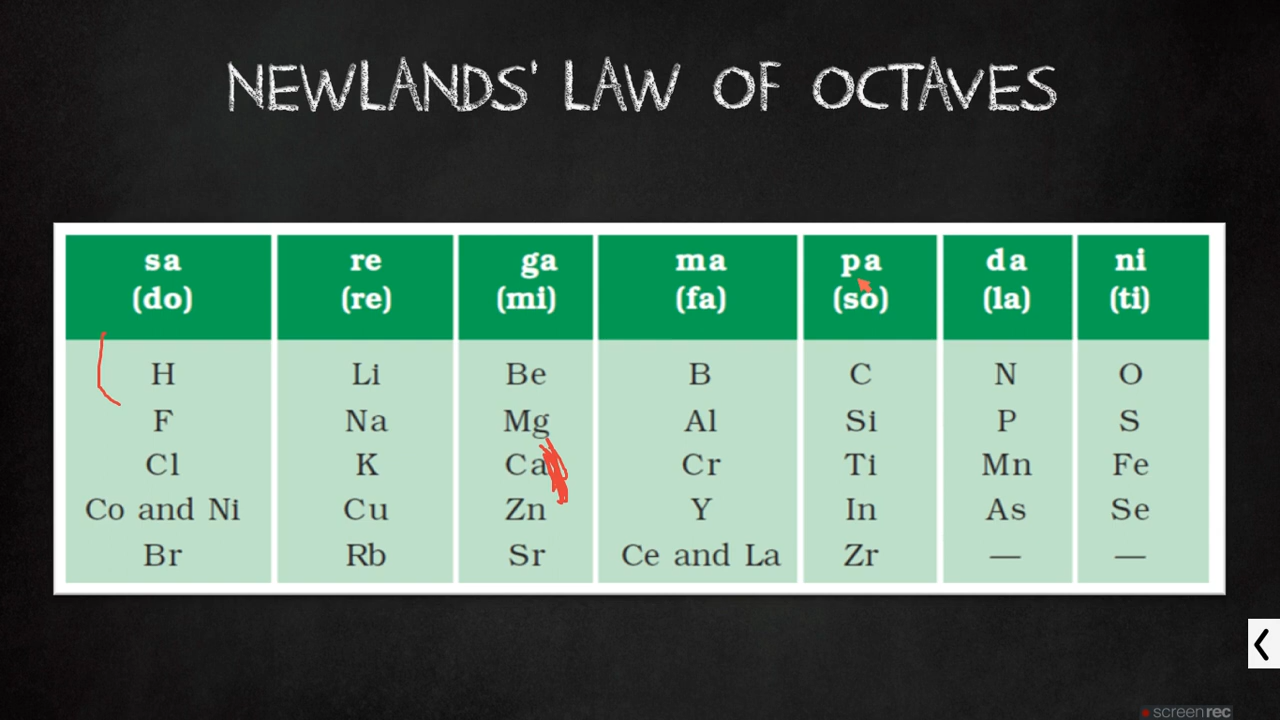 NEWLANDS' LAW OF OCTAVES
sa re ga ma pa da ni
(do) (re) (mi) (fa) (so) (la) (ti)
H Li Be B C N O
F Na Mg Al Si P S
Cl K Ca Cr Ti Mn Fe
Co and Ni Cu Zn Y In As Se
Br Rb Sr Ce and La Zr — —
screenrec